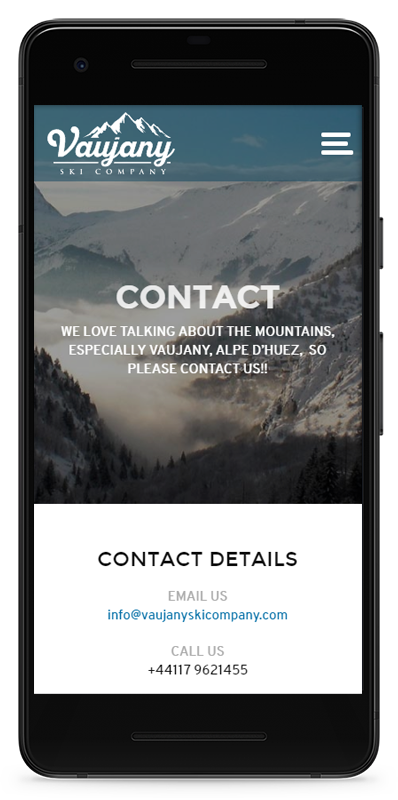 Vaujany
SKI COMPANY
CONTACT
WE LOVE TALKING ABOUT THE MOUNTAINS,
ESPECIALLY VAUJANY, ALPE D'HUEZ, SO
PLEASE CONTACT US!!
CONTACT DETAILS
EMAIL US
info@vaujanyskicompany.com
CALL US
+44117 9621455